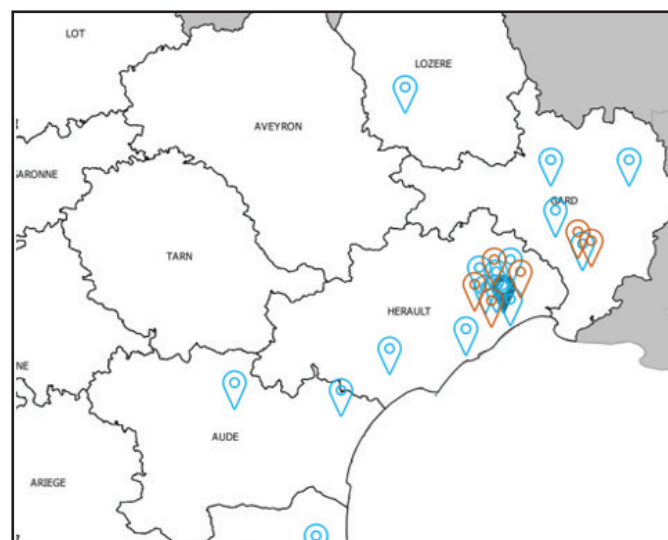 LOT
LOZERE
AVEYRON
ARONNE
GARD
TARN
HERAULT
NE
AUDE
ARIEGE